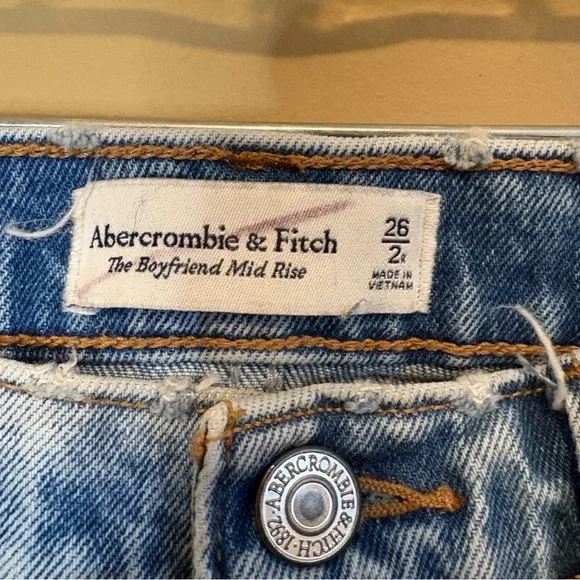 Abercrombie & Fitch
The Boyfriend Mid Rise
26
2R
MADE IN
VIETNAM
ABERCROMBIE & FITCH · 1892 ·